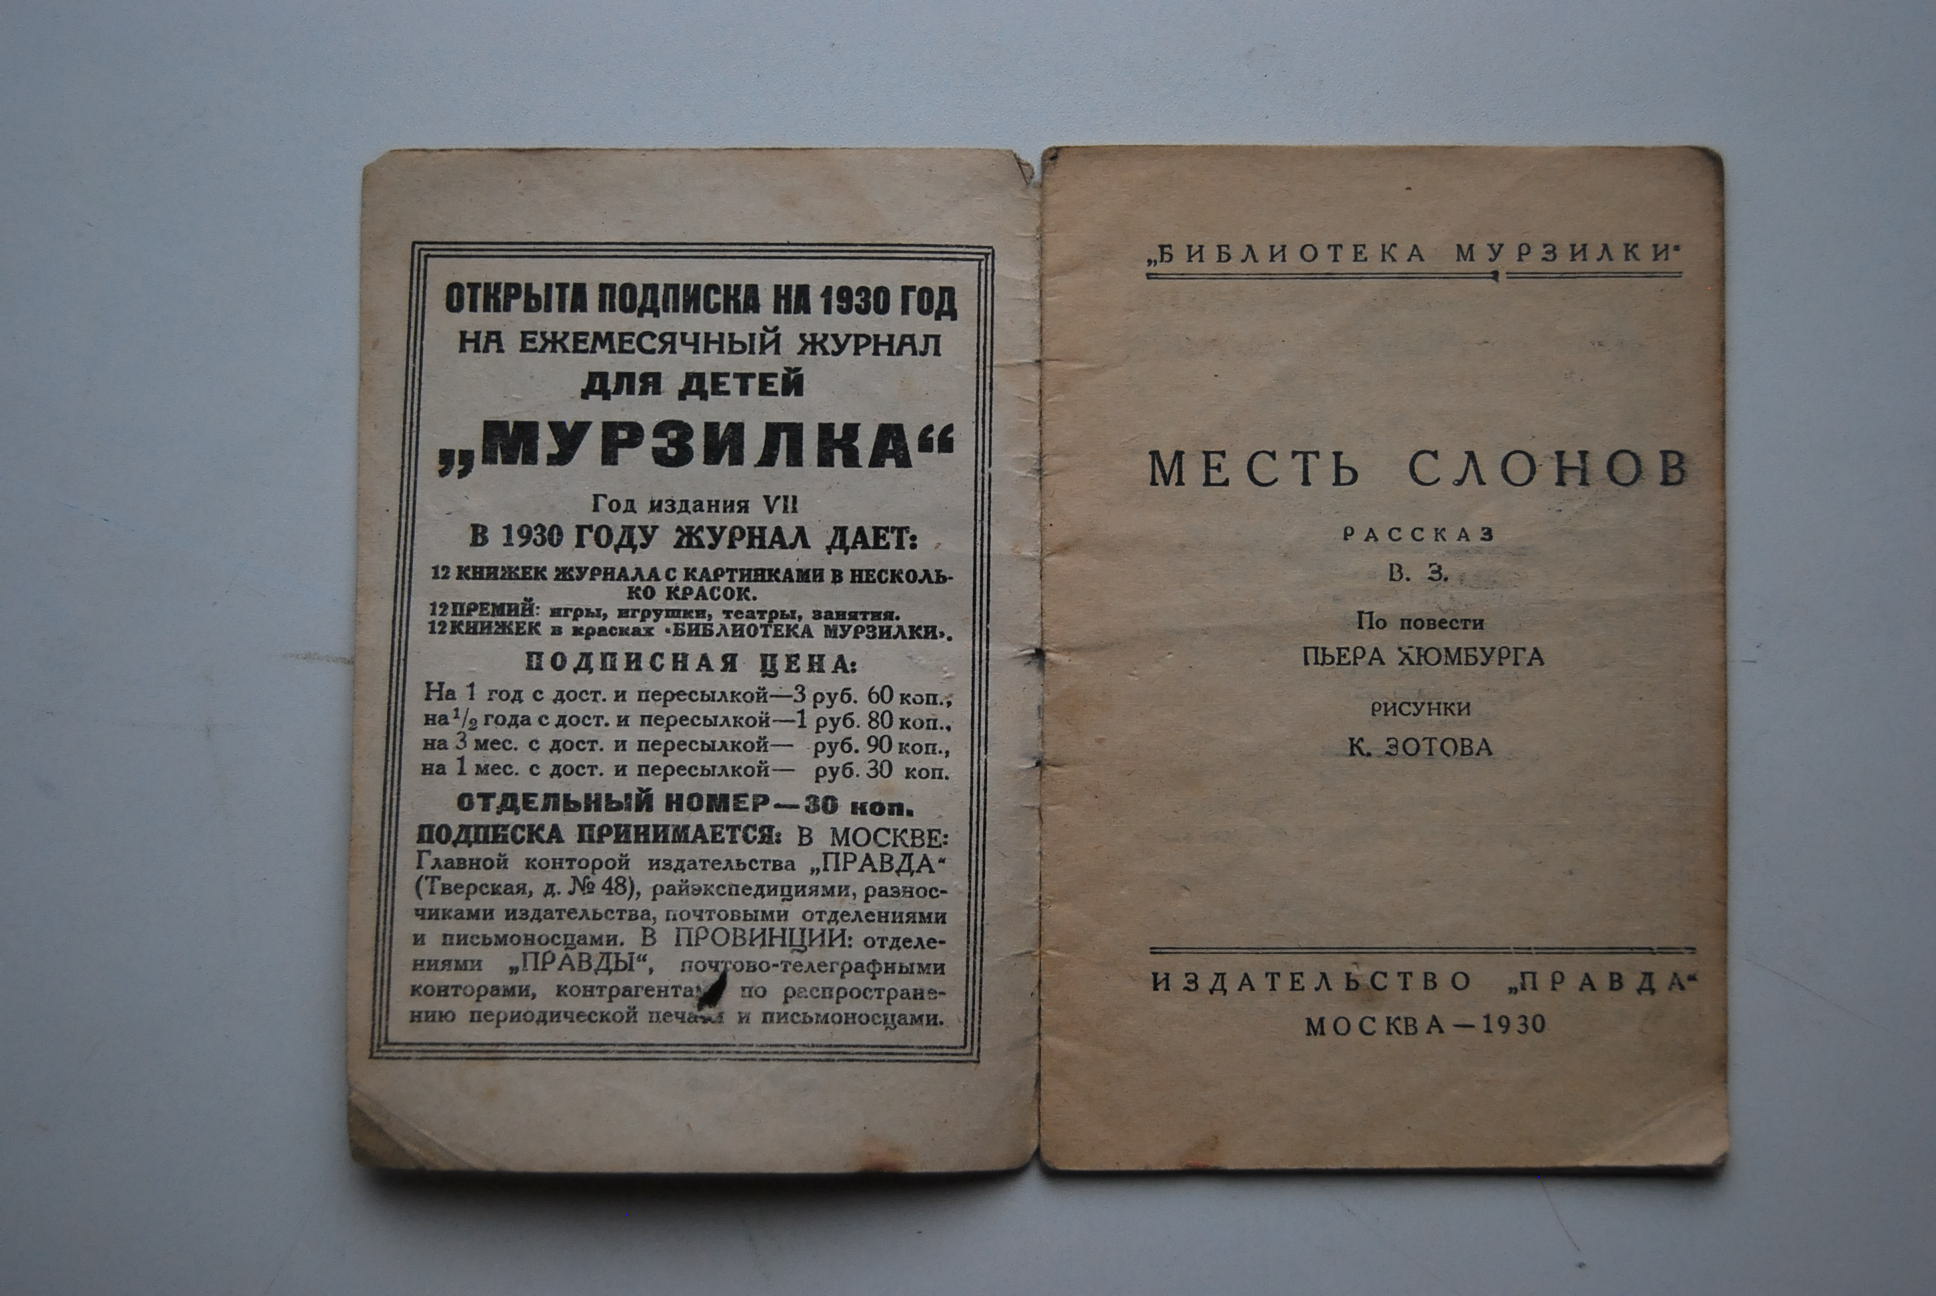 ОТКРЫТА ПОДПИСКА НА 1930 ГОД
НА ЕЖЕМЕСЯЧНЫЙ ЖУРНАЛ
ДЛЯ ДЕТЕЙ
„МУРЗИЛКА“
Год издания VII
В 1930 ГОДУ ЖУРНАЛ ДАЕТ:
12 КНИЖЕК ЖУРНАЛА С КАРТИНКАМИ В НЕСКОЛЬ-
КО КРАСОК.
12 ПРЕМИЙ: игры, игрушки, театры, занятия.
12 КНИЖЕК в красках «БИБЛИОТЕКА МУРЗИЛКИ».
ПОДПИСНАЯ ЦЕНА:
На 1 год с дост. и пересылкой—3 руб. 60 коп.,
на 1/2 года с дост. и пересылкой—1 руб. 80 коп.,
на 3 мес. с дост. и пересылкой— руб. 90 коп.,
на 1 мес. с дост. и пересылкой— руб. 30 коп.
ОТДЕЛЬНЫЙ НОМЕР—30 коп.
ПОДПИСКА ПРИНИМАЕТСЯ: В МОСКВЕ:
Главной конторой издательства „ПРАВДА“
(Тверская, д. № 48), райэкспедициями, разнос-
чиками издательства, почтовыми отделениями
и письмоносцами. В ПРОВИНЦИИ: отделе-
ниями „ПРАВДЫ“, почтово-телеграфными
конторами, контрагентам по распростране-
нию периодической печати и письмоносцами.
„БИБЛИОТЕКА МУРЗИЛКИ“
МЕСТЬ СЛОНОВ
РАССКАЗ
В. З.
По повести
ПЬЕРА ХЮМБУРГА
РИСУНКИ
К. ЗОТОВА
ИЗДАТЕЛЬСТВО „ПРАВДА“
МОСКВА—1930